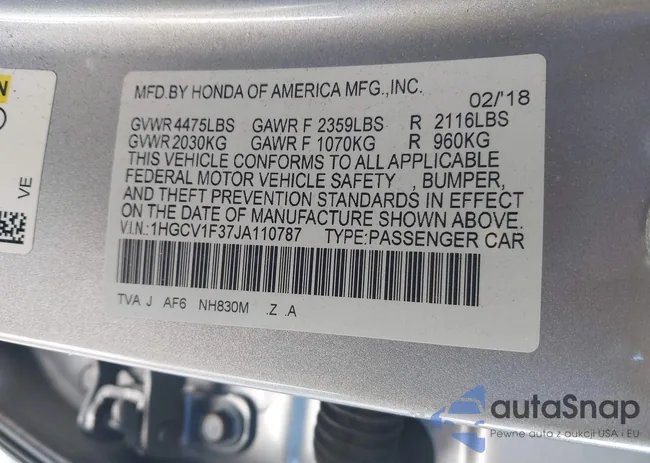 MFD.BY HONDA OF AMERICA MFG.,INC. 02/'18
GVWR 4475LBS GAWR F 2359LBS R 2116LBS
GVWR 2030KG GAWR F 1070KG R 960KG
THIS VEHICLE CONFORMS TO ALL APPLICABLE
FEDERAL MOTOR VEHICLE SAFETY , BUMPER,
AND THEFT PREVENTION STANDARDS IN EFFECT
ON THE DATE OF MANUFACTURE SHOWN ABOVE.
V.I.N.:1HGCV1F37JA110787 TYPE:PASSENGER CAR
TVA J AF6 NH830M .Z .A
N
VE
autaSnap
Pewne auta z aukcji USA i EU